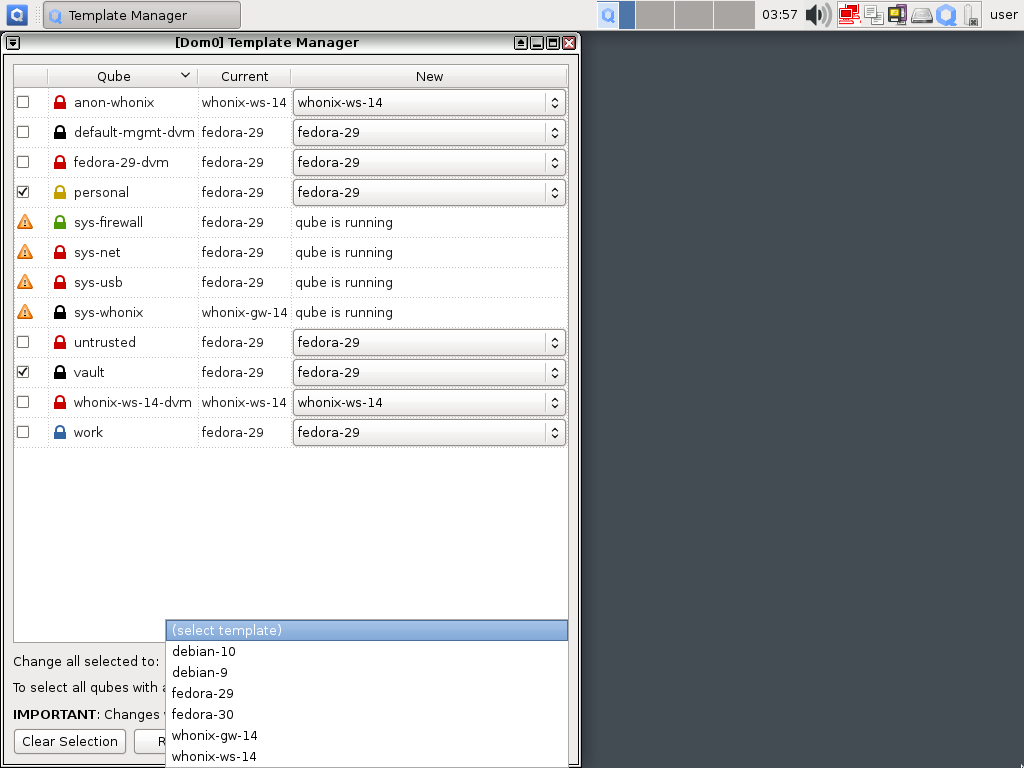 Template Manager 03:57 user
[Dom0] Template Manager
Qube Current New
anon-whonix whonix-ws-14 whonix-ws-14
default-mgmt-dvm fedora-29 fedora-29
fedora-29-dvm fedora-29 fedora-29
personal fedora-29 fedora-29
sys-firewall fedora-29 qube is running
sys-net fedora-29 qube is running
sys-usb fedora-29 qube is running
sys-whonix whonix-gw-14 qube is running
untrusted fedora-29 fedora-29
vault fedora-29 fedora-29
whonix-ws-14-dvm whonix-ws-14 whonix-ws-14
work fedora-29 fedora-29
(select template)
Change all selected to: debian-10
debian-9
To select all qubes with fedora-29
IMPORTANT: Changes fedora-30
Clear Selection whonix-gw-14
whonix-ws-14